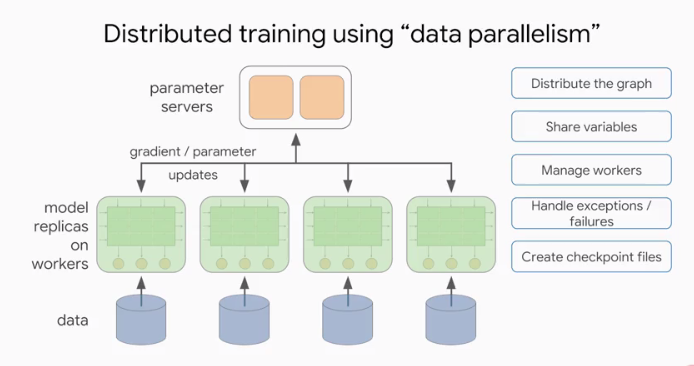 Distributed training using “data parallelism”
parameter
servers
gradient / parameter
updates
model
replicas
on
workers
data
Distribute the graph
Share variables
Manage workers
Handle exceptions /
failures
Create checkpoint files